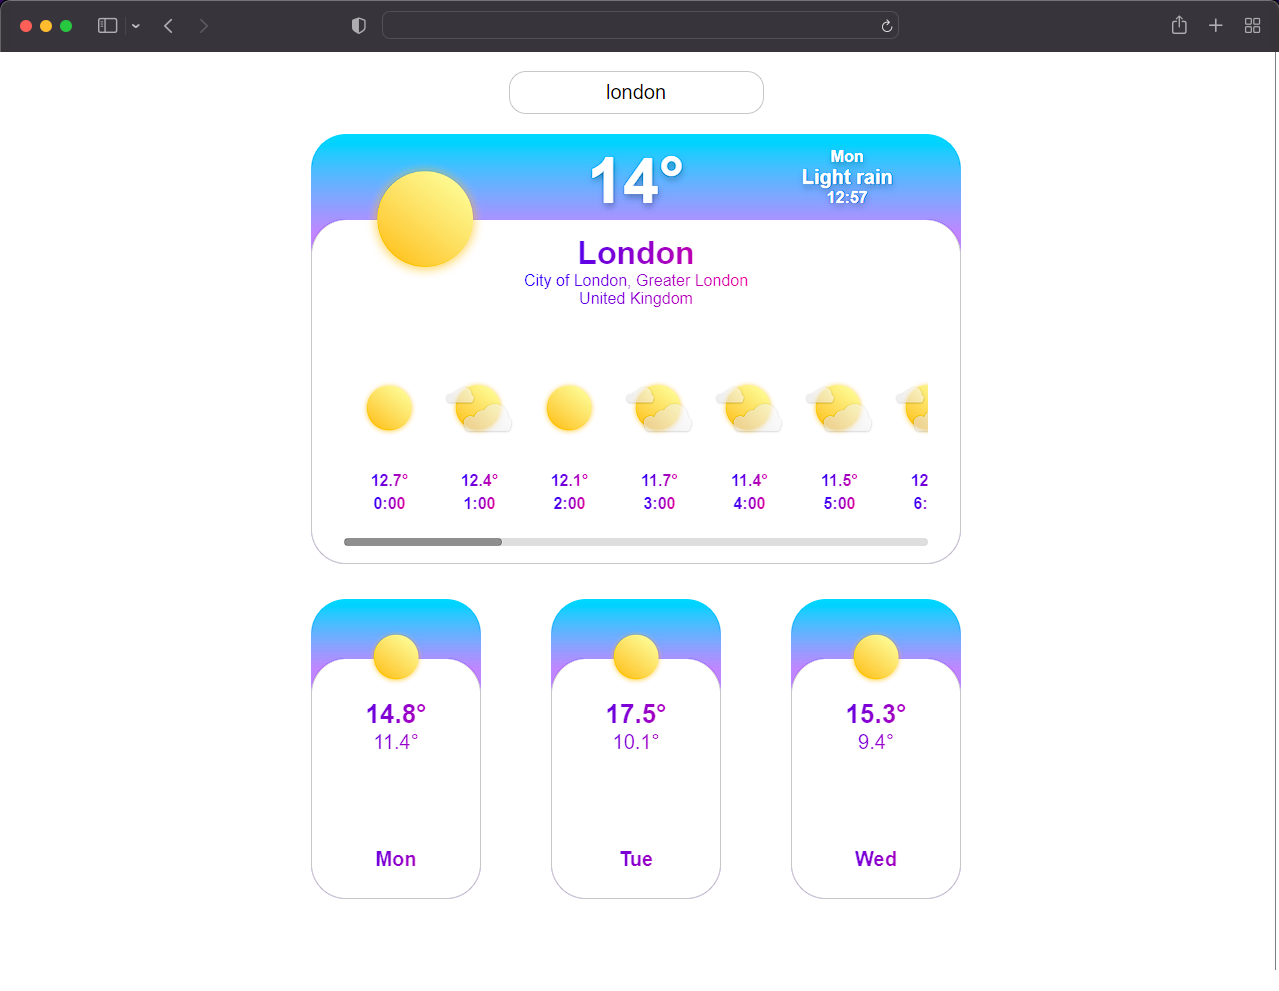 london
14°
Mon
Light rain
12:57
London
City of London, Greater London
United Kingdom
12.7° 12.4° 12.1° 11.7° 11.4° 11.5° 12
0:00 1:00 2:00 3:00 4:00 5:00 6:
14.8° 17.5° 15.3°
11.4° 10.1° 9.4°
Mon Tue Wed